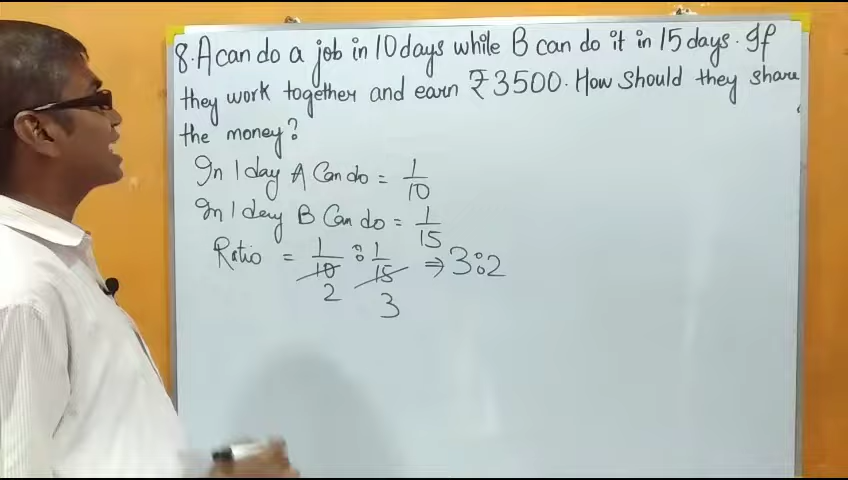 8. A can do a job in 10 days while B can do it in 15 days. If
they work together and earn ₹3500. How should they share
the money?
In 1 day A Can do = 1/10
In 1 day B Can do = 1/15
Ratio = 1/10 : 1/15 ⇒ 3:2
2 3